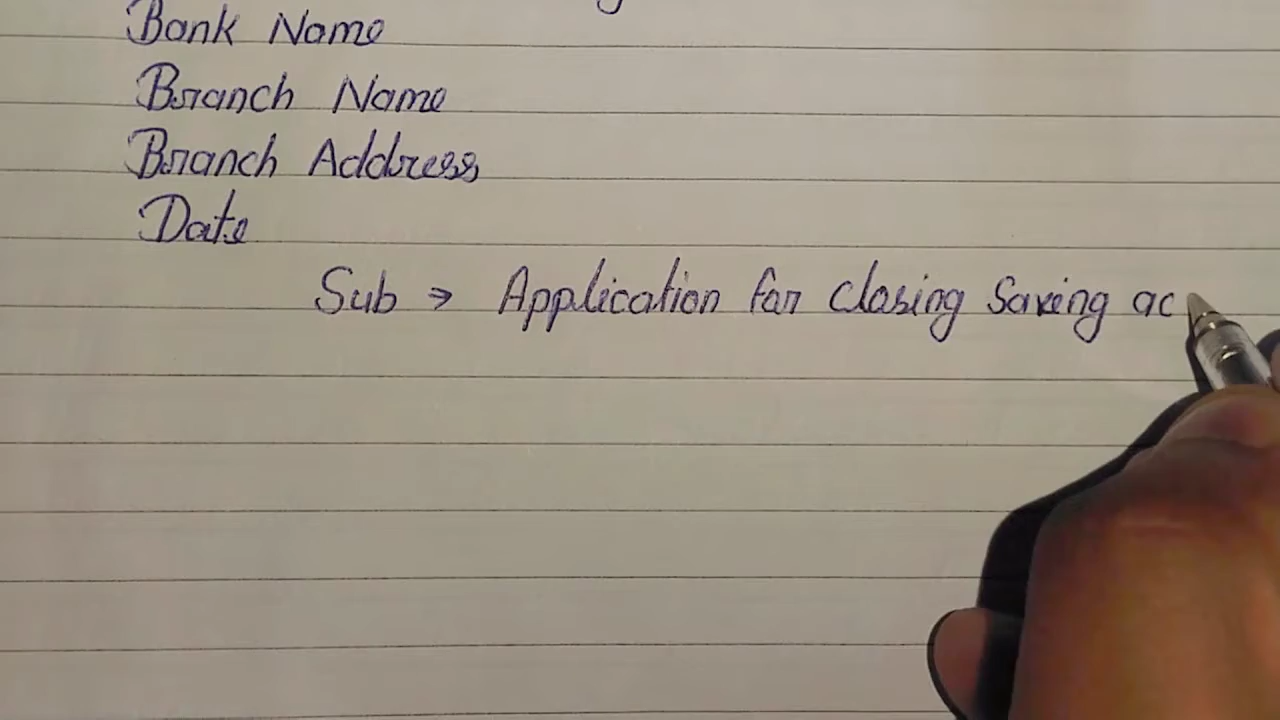 Bank Name
Branch Name
Branch Address
Date
Sub → Application for closing Saving ac